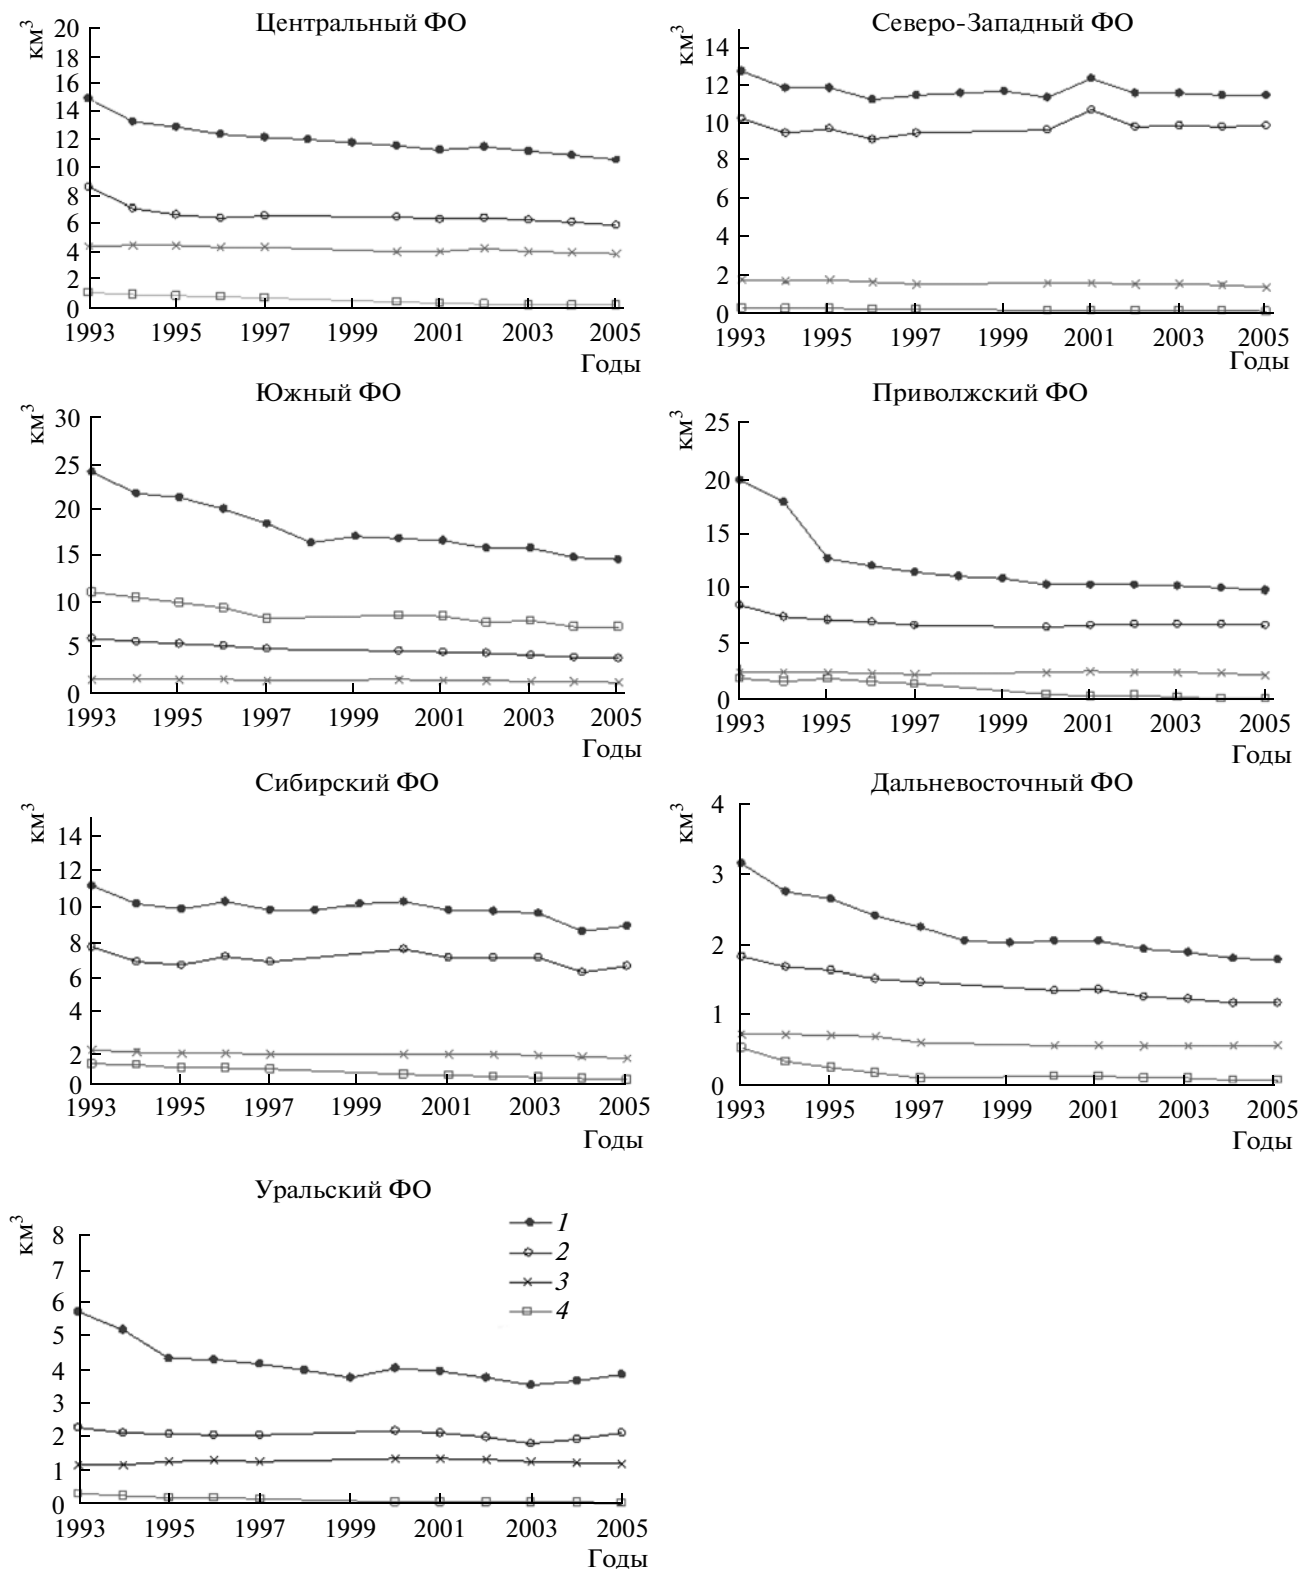 Центральный ФО
км³
20
18
16
14
12
10
8
6
4
2
0
1993 1995 1997 1999 2001 2003 2005
Годы
Северо-Западный ФО
км³
14
12
10
8
6
4
2
0
1993 1995 1997 1999 2001 2003 2005
Годы
Южный ФО
км³
30
25
20
15
10
5
0
1993 1995 1997 1999 2001 2003 2005
Годы
Приволжский ФО
км³
25
20
15
10
5
0
1993 1995 1997 1999 2001 2003 2005
Годы
Сибирский ФО
км³
14
12
10
8
6
4
2
0
1993 1995 1997 1999 2001 2003 2005
Годы
Дальневосточный ФО
км³
4
3
2
1
0
1993 1995 1997 1999 2001 2003 2005
Годы
Уральский ФО
км³
8
7
6
5
4
3
2
1
0
1993 1995 1997 1999 2001 2003 2005
Годы
1
2
3
4